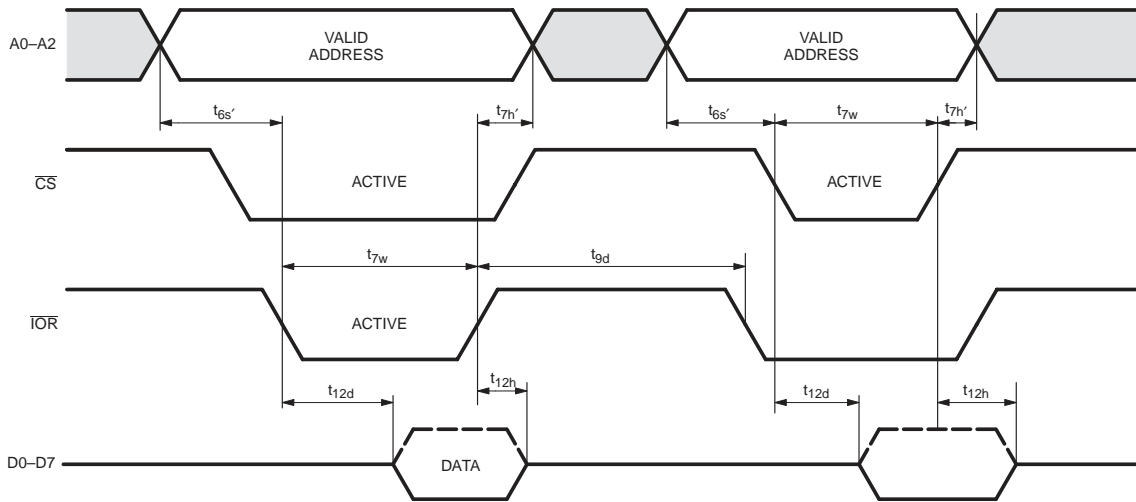 A0–A2
VALID
ADDRESS
VALID
ADDRESS
t6s′
t7h′
t6s′
t7w
t7h′
CS
ACTIVE
ACTIVE
t7w
t9d
IOR
ACTIVE
t12d
t12h
t12d
t12h
D0–D7
DATA